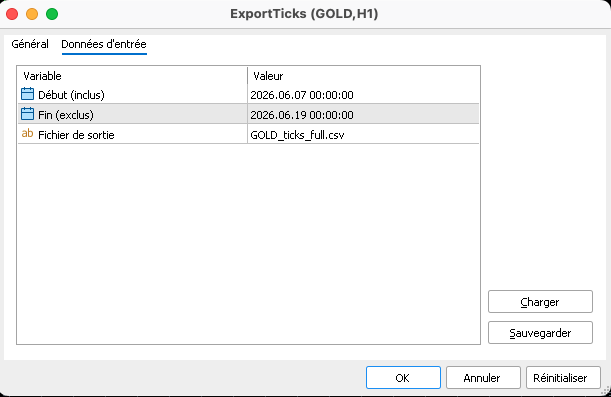 ExportTicks (GOLD,H1)
Général Données d'entrée
Variable Valeur
Début (inclus) 2026.06.07 00:00:00
Fin (exclus) 2026.06.19 00:00:00
ab Fichier de sortie GOLD_ticks_full.csv
Charger
Sauvegarder
OK Annuler Réinitialiser